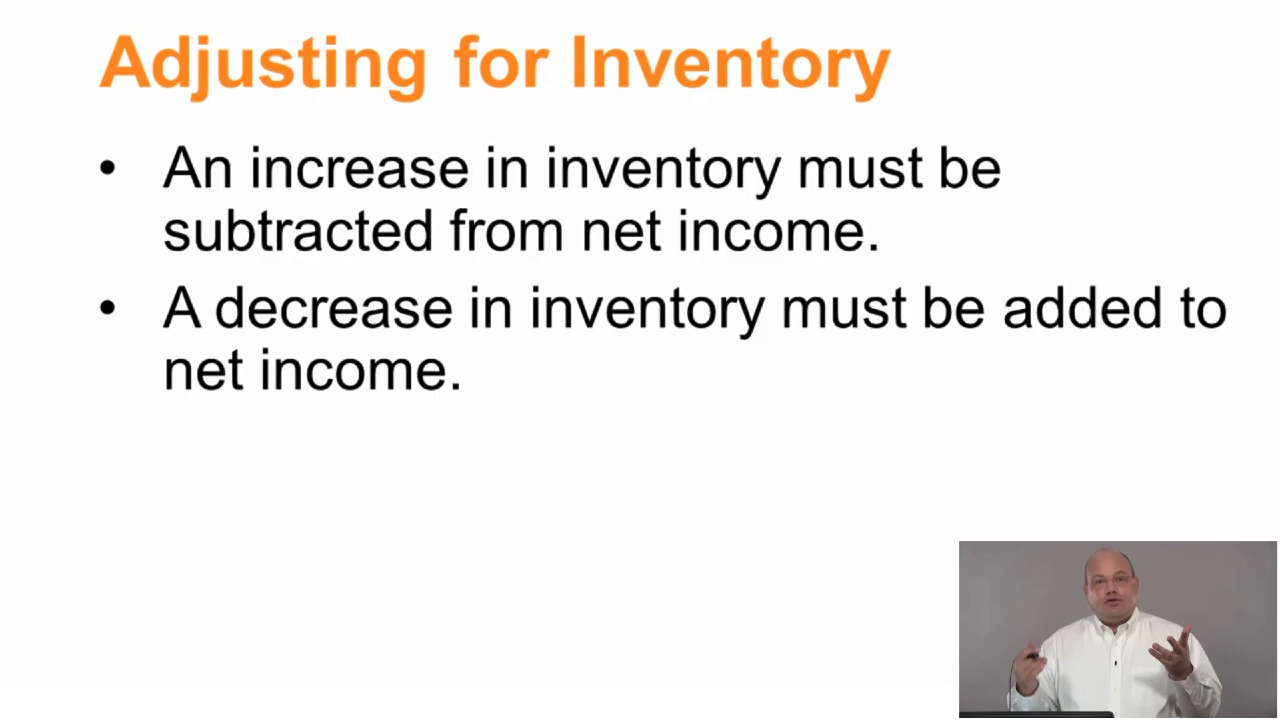 Adjusting for Inventory
• An increase in inventory must be
subtracted from net income.
• A decrease in inventory must be added to
net income.